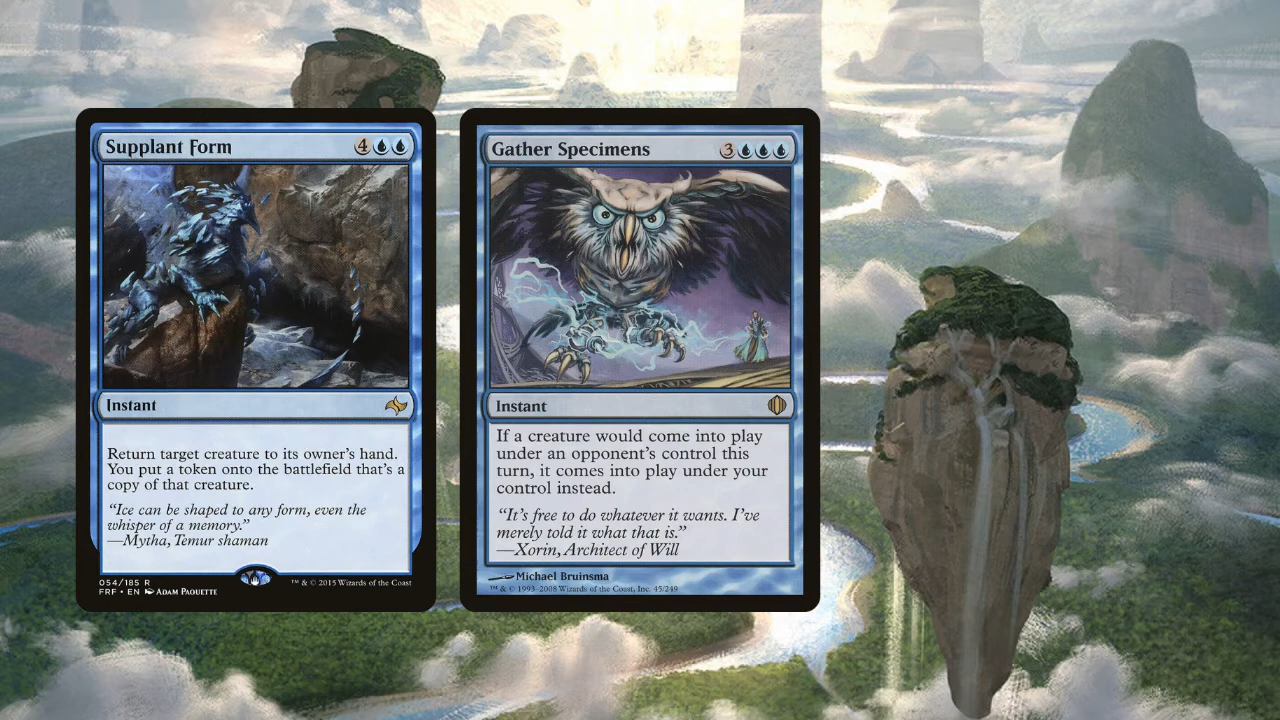 Supplant Form 4
Instant
Return target creature to its owner's hand.
You put a token onto the battlefield that's a
copy of that creature.
"Ice can be shaped to any form, even the
whisper of a memory."
—Mytha, Temur shaman
054/185 R
FRF • EN Adam Paquette
™ & © 2015 Wizards of the Coast
Gather Specimens 3
Instant
If a creature would come into play
under an opponent's control this
turn, it comes into play under your
control instead.
"It's free to do whatever it wants. I've
merely told it what that is."
—Xorin, Architect of Will
Michael Bruinsma
™ & © 1993–2008 Wizards of the Coast, Inc. 45/249